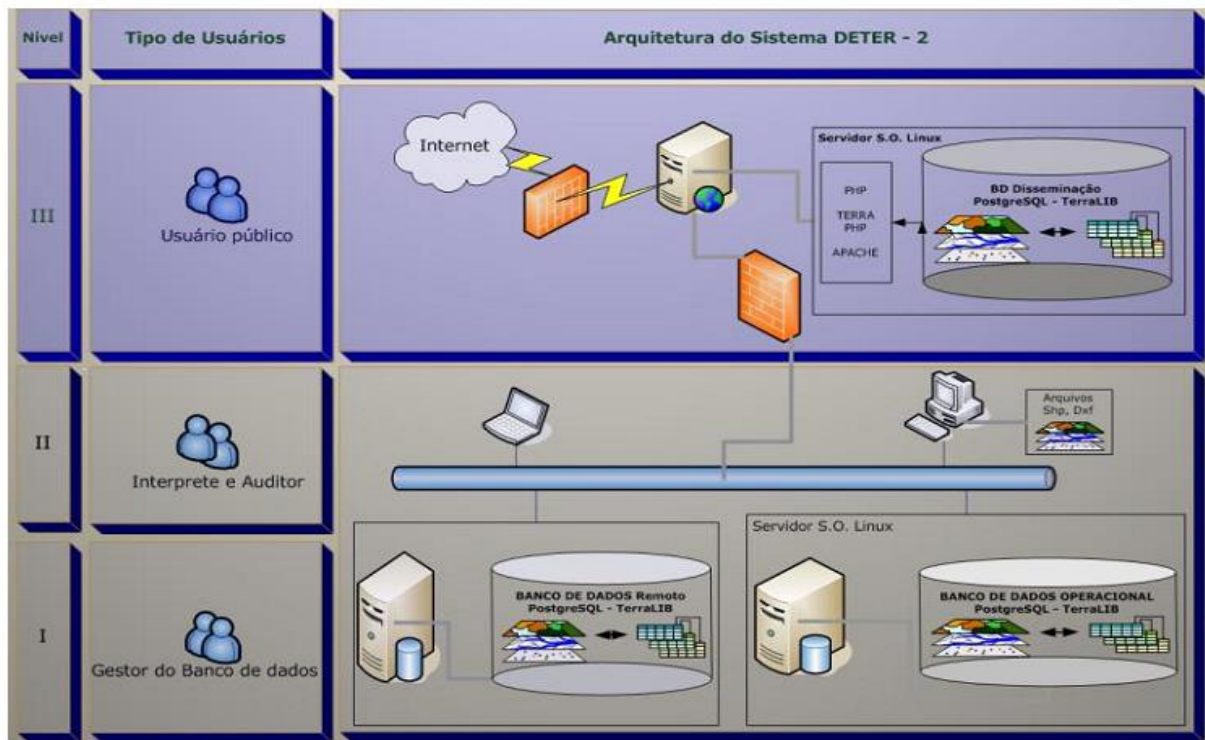 Nivel
Tipo de Usuários
Arquitetura do Sistema DETER - 2
III
Usuário público
Internet
Servidor S.O. Linux
PHP
TERRA
PHP
APACHE
BD Disseminação
PostgreSQL - TerraLIB
II
Interprete e Auditor
Arquivos
Shp, Dxf
I
Gestor do Banco de dados
BANCO DE DADOS Remoto
PostgreSQL - TerraLIB
Servidor S.O. Linux
BANCO DE DADOS OPERACIONAL
PostgreSQL - TerraLIB